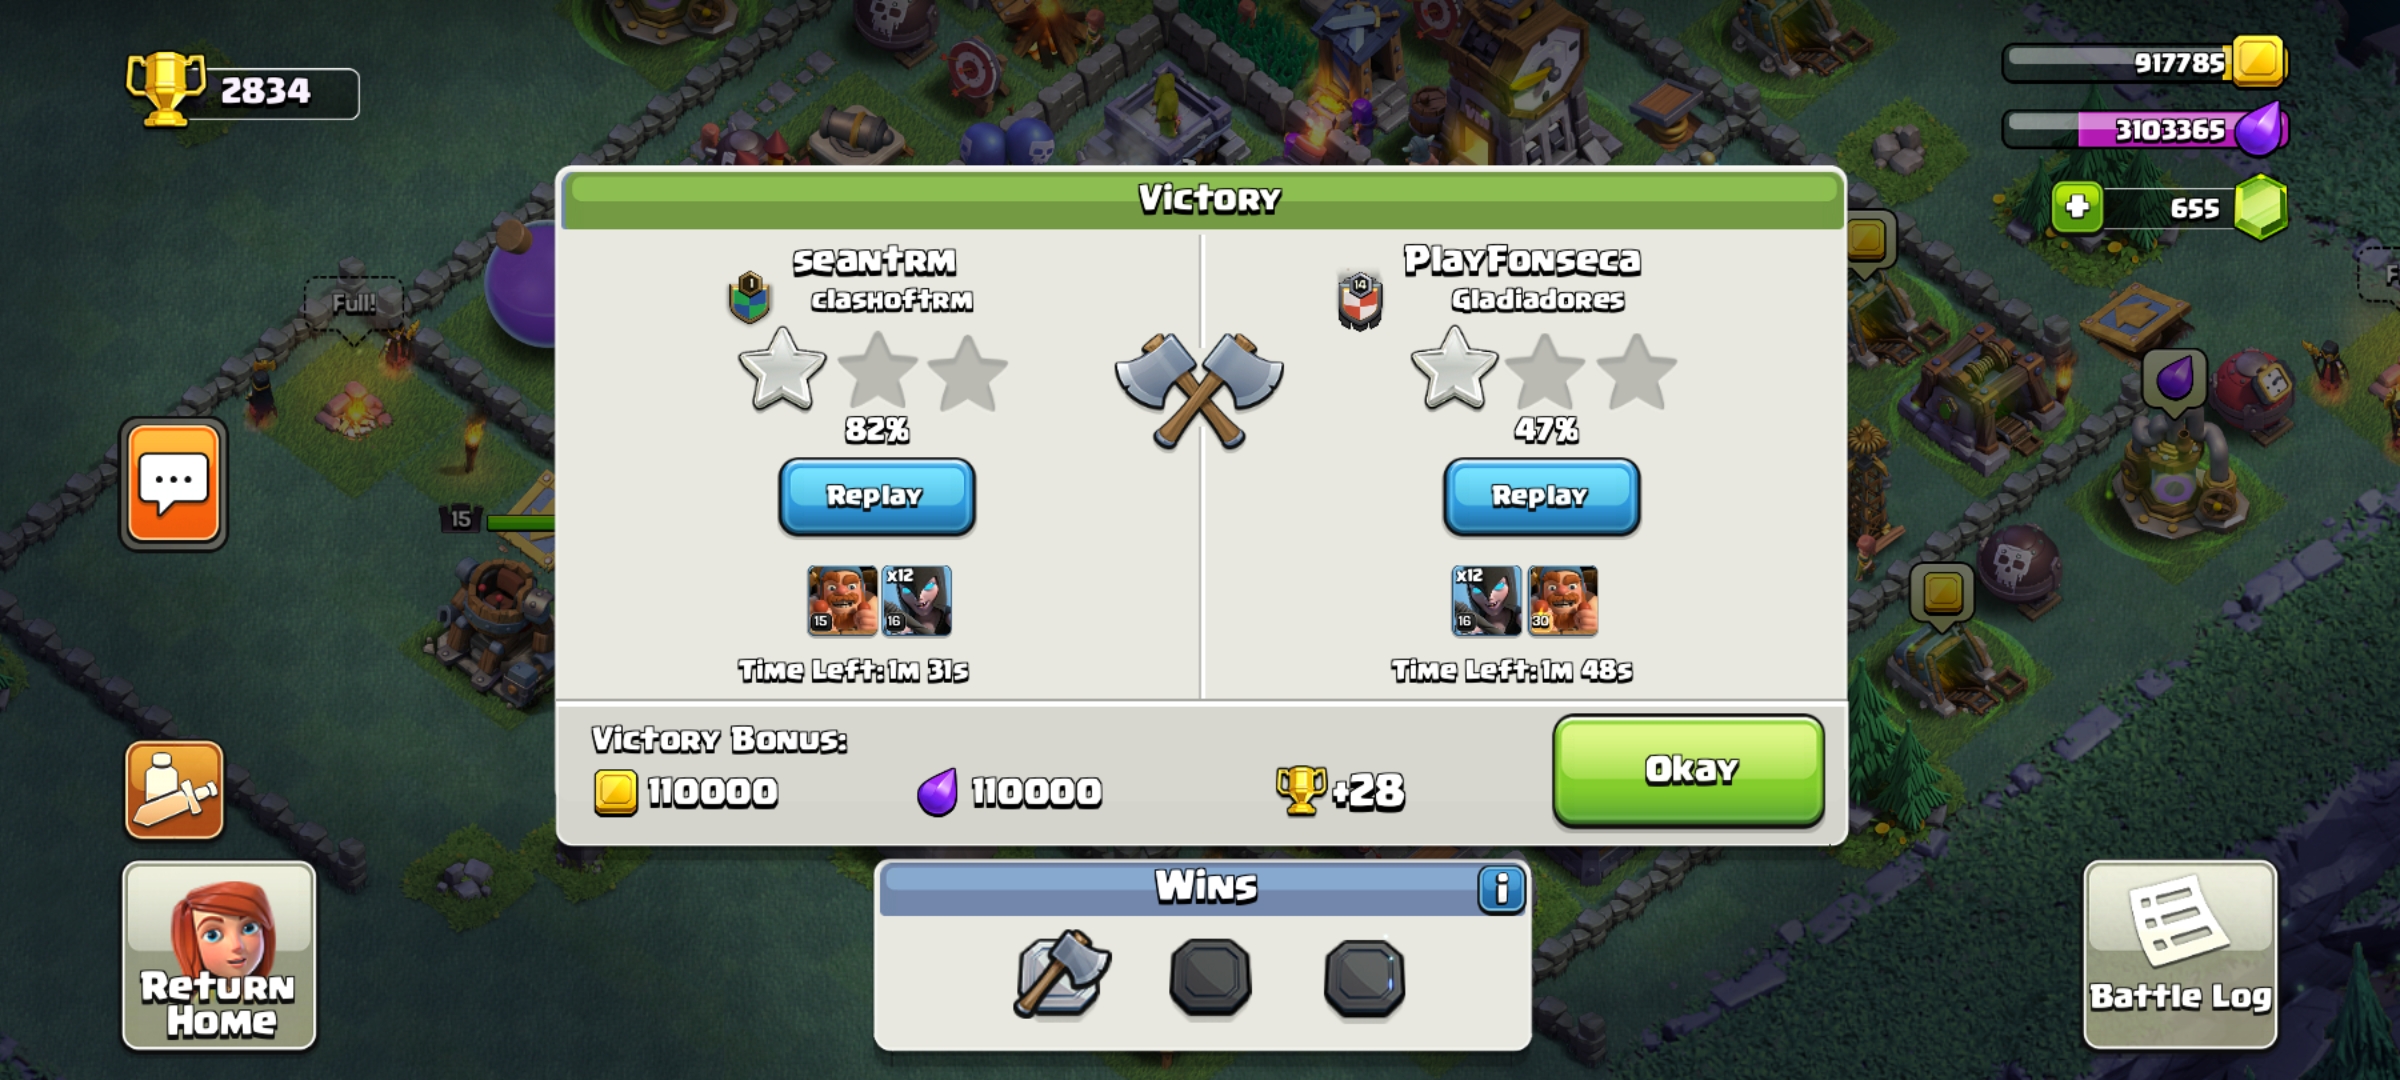 2834
917785
3103365
655
Full!
15
Victory
seantrm
clashoftrm
1
82%
Replay
15
x12
16
Time Left: 1m 31s
PlayFonseca
Gladiadores
14
47%
Replay
x12
16
30
Time Left: 1m 48s
Victory Bonus:
110000
110000
+28
Okay
Wins
i
Return
Home
Battle Log